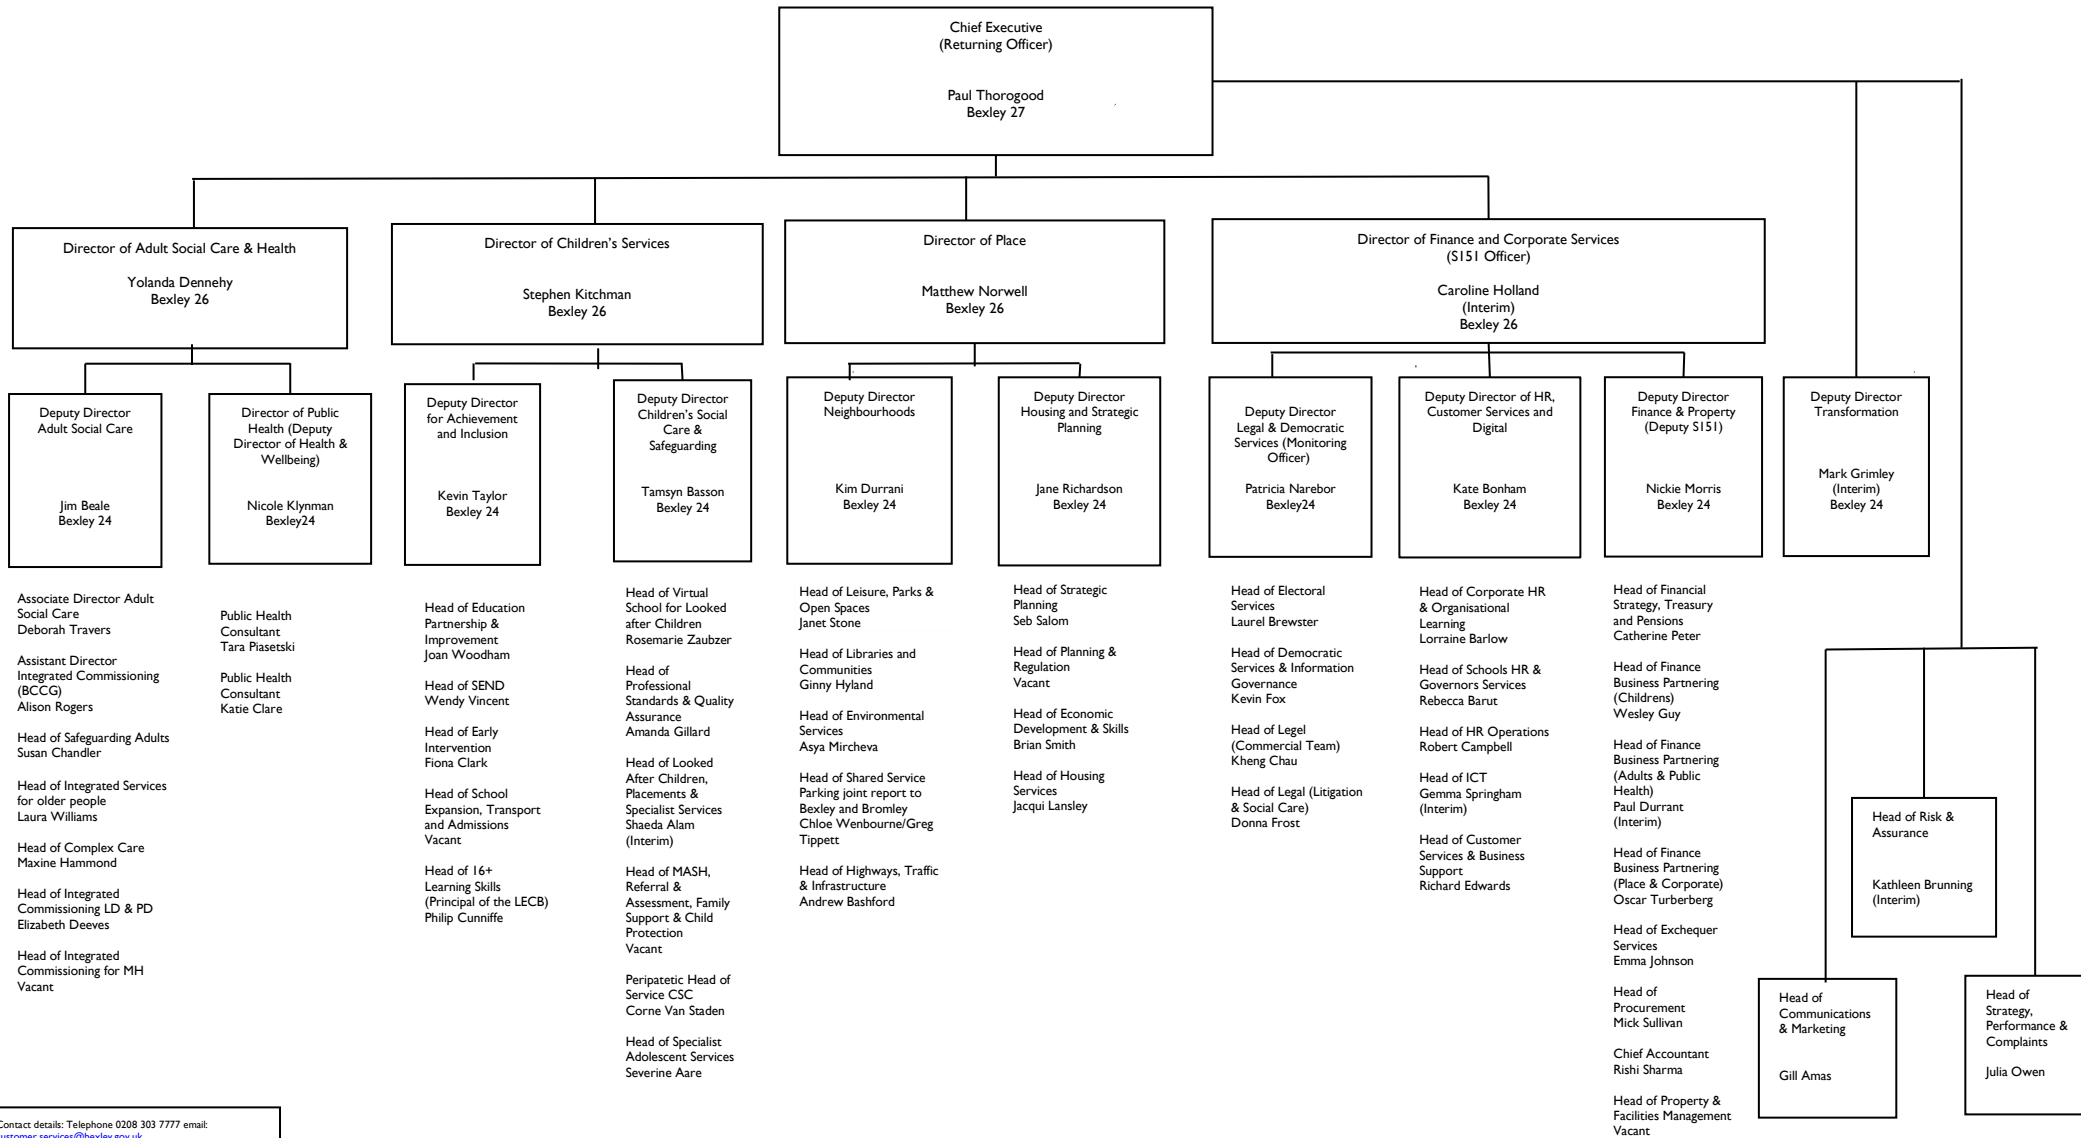 Chief Executive
(Returning Officer)
Paul Thorogood
Bexley 27
Director of Adult Social Care & Health
Yolanda Dennehy
Bexley 26
Director of Children's Services
Stephen Kitchman
Bexley 26
Director of Place
Matthew Norwell
Bexley 26
Director of Finance and Corporate Services
(S151 Officer)
Caroline Holland
(Interim)
Bexley 26
Deputy Director
Adult Social Care
Jim Beale
Bexley 24
Director of Public
Health (Deputy
Director of Health &
Wellbeing)
Nicole Klynman
Bexley24
Deputy Director
for Achievement
and Inclusion
Kevin Taylor
Bexley 24
Deputy Director
Children's Social
Care &
Safeguarding
Tamsyn Basson
Bexley 24
Deputy Director
Neighbourhoods
Kim Durrani
Bexley 24
Deputy Director
Housing and Strategic
Planning
Jane Richardson
Bexley 24
Deputy Director
Legal & Democratic
Services (Monitoring
Officer)
Patricia Narebor
Bexley24
Deputy Director of HR,
Customer Services and
Digital
Kate Bonham
Bexley 24
Deputy Director
Finance & Property
(Deputy S151)
Nickie Morris
Bexley 24
Deputy Director
Transformation
Mark Grimley
(Interim)
Bexley 24
Associate Director Adult
Social Care
Deborah Travers
Assistant Director
Integrated Commissioning
(BCCG)
Alison Rogers
Head of Safeguarding Adults
Susan Chandler
Head of Integrated Services
for older people
Laura Williams
Head of Complex Care
Maxine Hammond
Head of Integrated
Commissioning LD & PD
Elizabeth Deeves
Head of Integrated
Commissioning for MH
Vacant
Public Health
Consultant
Tara Piasetski
Public Health
Consultant
Katie Clare
Head of Education
Partnership &
Improvement
Joan Woodham
Head of SEND
Wendy Vincent
Head of Early
Intervention
Fiona Clark
Head of School
Expansion, Transport
and Admissions
Vacant
Head of 16+
Learning Skills
(Principal of the LECB)
Philip Cunniffe
Head of Virtual
School for Looked
after Children
Rosemarie Zaubzer
Head of
Professional
Standards & Quality
Assurance
Amanda Gillard
Head of Looked
After Children,
Placements &
Specialist Services
Shaeda Alam
(Interim)
Head of MASH,
Referral &
Assessment, Family
Support & Child
Protection
Vacant
Peripatetic Head of
Service CSC
Corne Van Staden
Head of Specialist
Adolescent Services
Severine Aare
Head of Leisure, Parks &
Open Spaces
Janet Stone
Head of Libraries and
Communities
Ginny Hyland
Head of Environmental
Services
Asya Mircheva
Head of Shared Service
Parking joint report to
Bexley and Bromley
Chloe Wenbourne/Greg
Tippett
Head of Highways, Traffic
& Infrastructure
Andrew Bashford
Head of Strategic
Planning
Seb Salom
Head of Planning &
Regulation
Vacant
Head of Economic
Development & Skills
Brian Smith
Head of Housing
Services
Jacqui Lansley
Head of Electoral
Services
Laurel Brewster
Head of Democratic
Services & Information
Governance
Kevin Fox
Head of Legel
(Commercial Team)
Kheng Chau
Head of Legal (Litigation
& Social Care)
Donna Frost
Head of Corporate HR
& Organisational
Learning
Lorraine Barlow
Head of Schools HR &
Governors Services
Rebecca Barut
Head of HR Operations
Robert Campbell
Head of ICT
Gemma Springham
(Interim)
Head of Customer
Services & Business
Support
Richard Edwards
Head of Financial
Strategy, Treasury
and Pensions
Catherine Peter
Head of Finance
Business Partnering
(Childrens)
Wesley Guy
Head of Finance
Business Partnering
(Adults & Public
Health)
Paul Durrant
(Interim)
Head of Finance
Business Partnering
(Place & Corporate)
Oscar Turberberg
Head of Exchequer
Services
Emma Johnson
Head of
Procurement
Mick Sullivan
Chief Accountant
Rishi Sharma
Head of Property &
Facilities Management
Vacant
Head of Risk &
Assurance
Kathleen Brunning
(Interim)
Head of
Communications
& Marketing
Gill Amas
Head of
Strategy,
Performance &
Complaints
Julia Owen
Contact details: Telephone 0208 303 7777 email:
customer.services@bexley.gov.uk